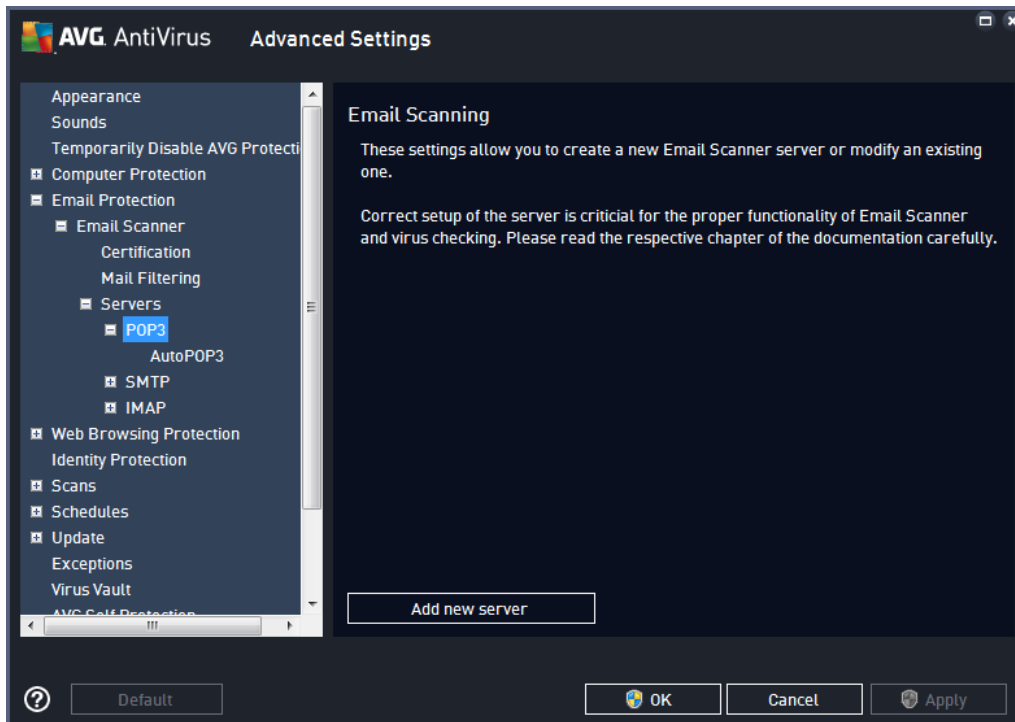 AVG AntiVirus Advanced Settings
Appearance
Sounds
Temporarily Disable AVG Protecti
Computer Protection
Email Protection
Email Scanner
Certification
Mail Filtering
Servers
POP3
AutoPOP3
SMTP
IMAP
Web Browsing Protection
Identity Protection
Scans
Schedules
Update
Exceptions
Virus Vault
AVG Self Protection
Email Scanning
These settings allow you to create a new Email Scanner server or modify an existing
one.
Correct setup of the server is criticial for the proper functionality of Email Scanner
and virus checking. Please read the respective chapter of the documentation carefully.
Add new server
? Default OK Cancel Apply